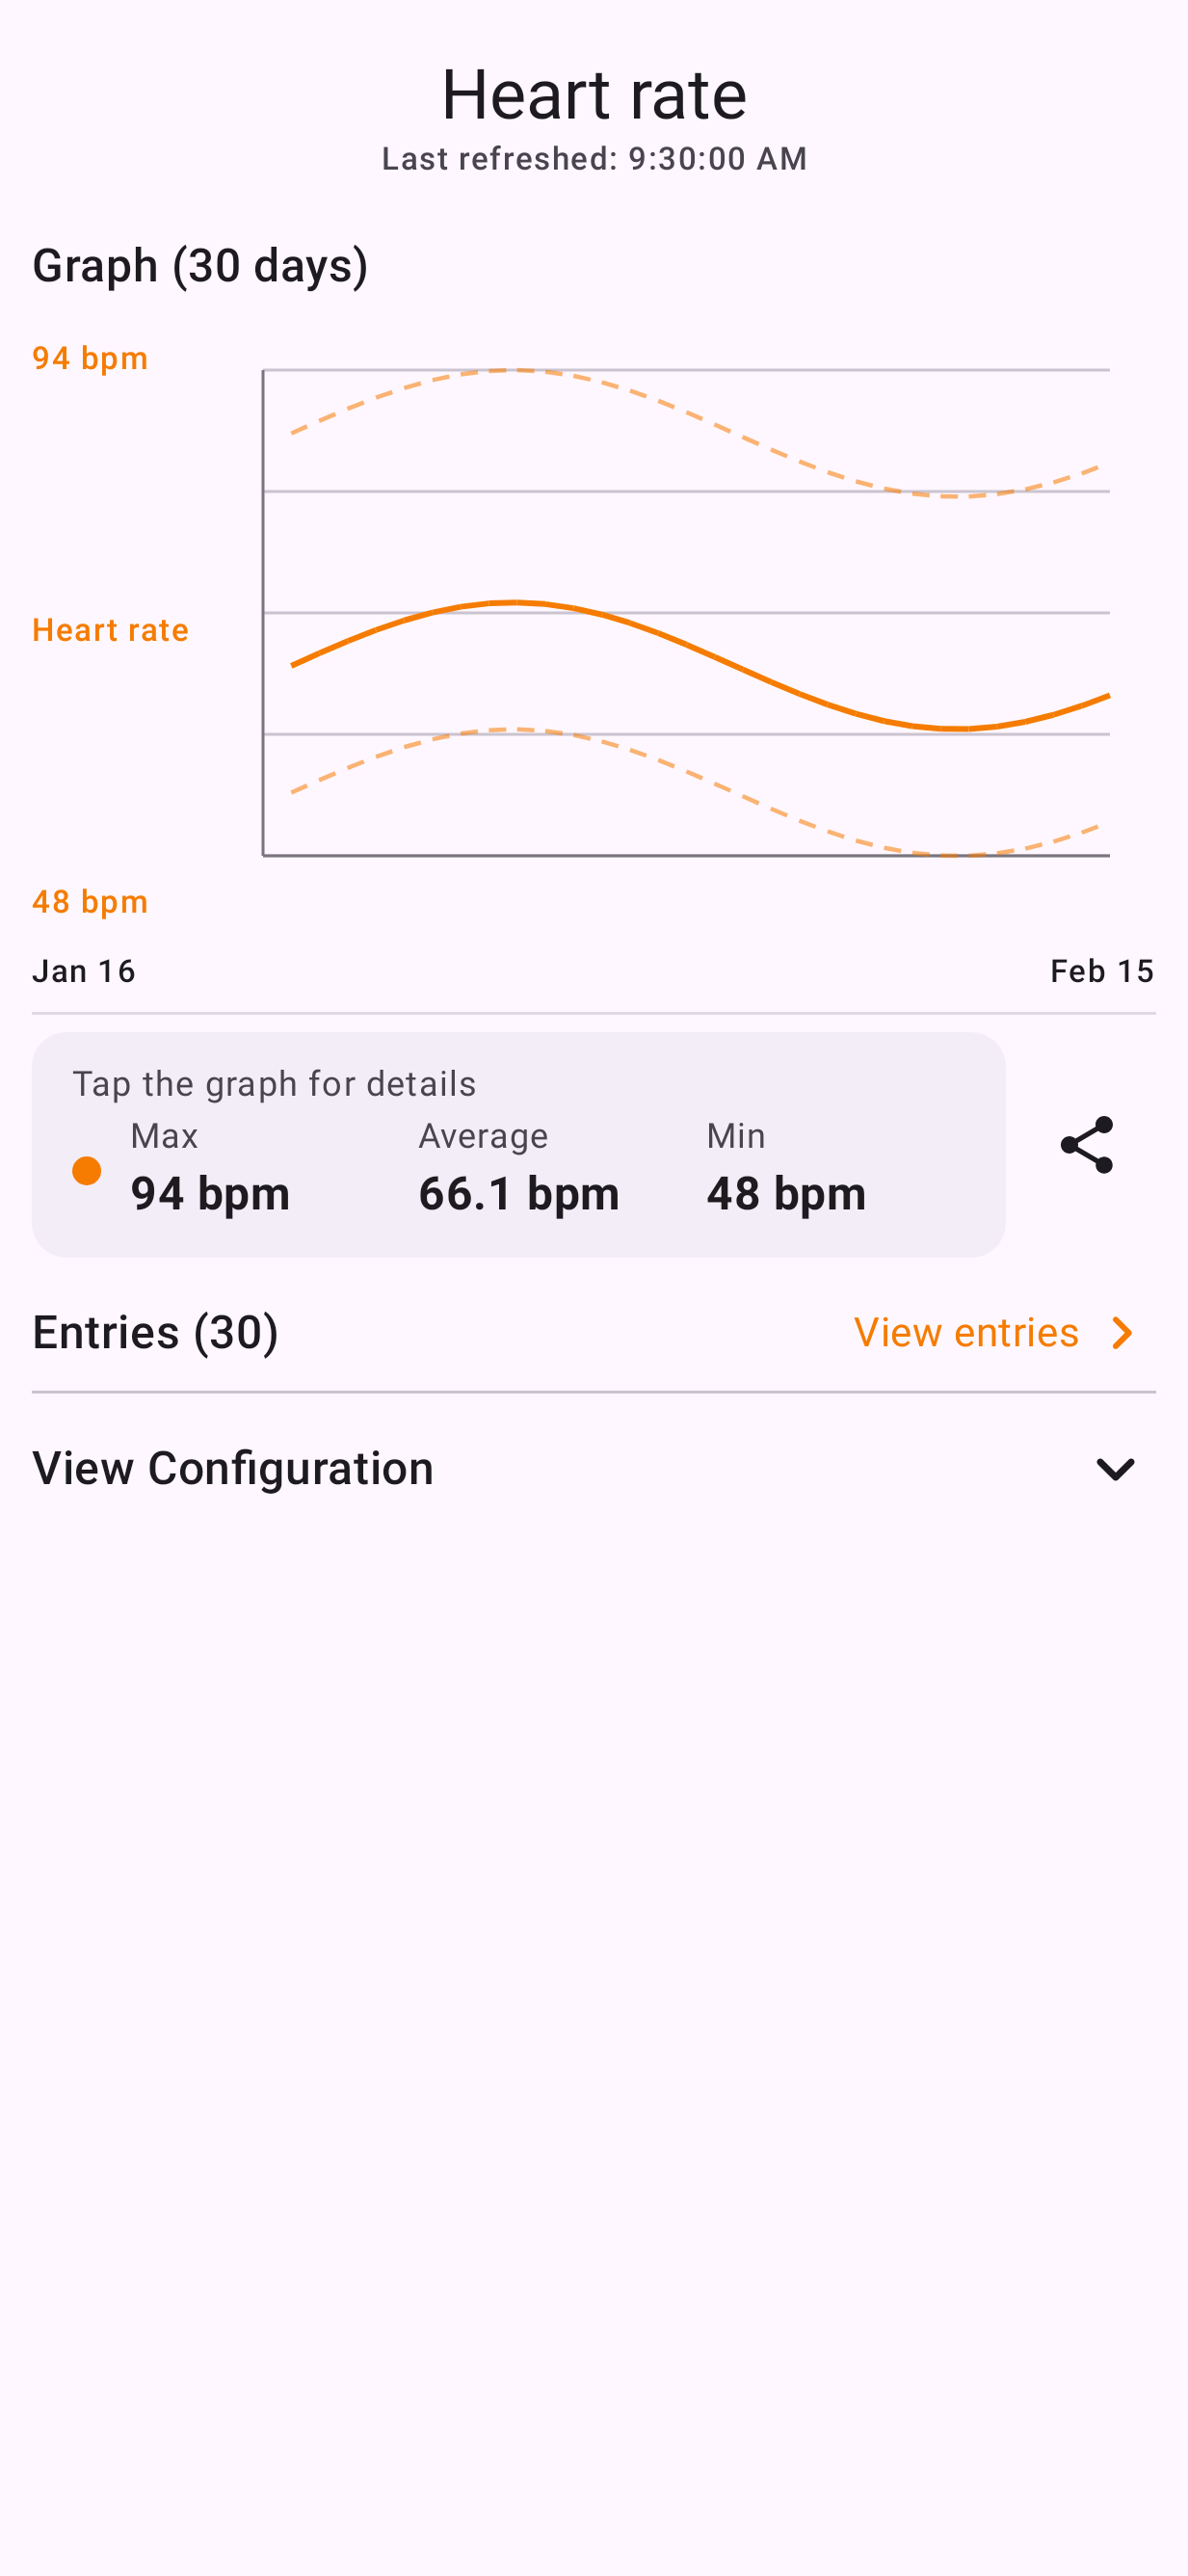 Heart rate
Last refreshed: 9:30:00 AM
Graph (30 days)
94 bpm
Heart rate
48 bpm
Jan 16 Feb 15
Tap the graph for details
Max Average Min
94 bpm 66.1 bpm 48 bpm
Entries (30) View entries
View Configuration